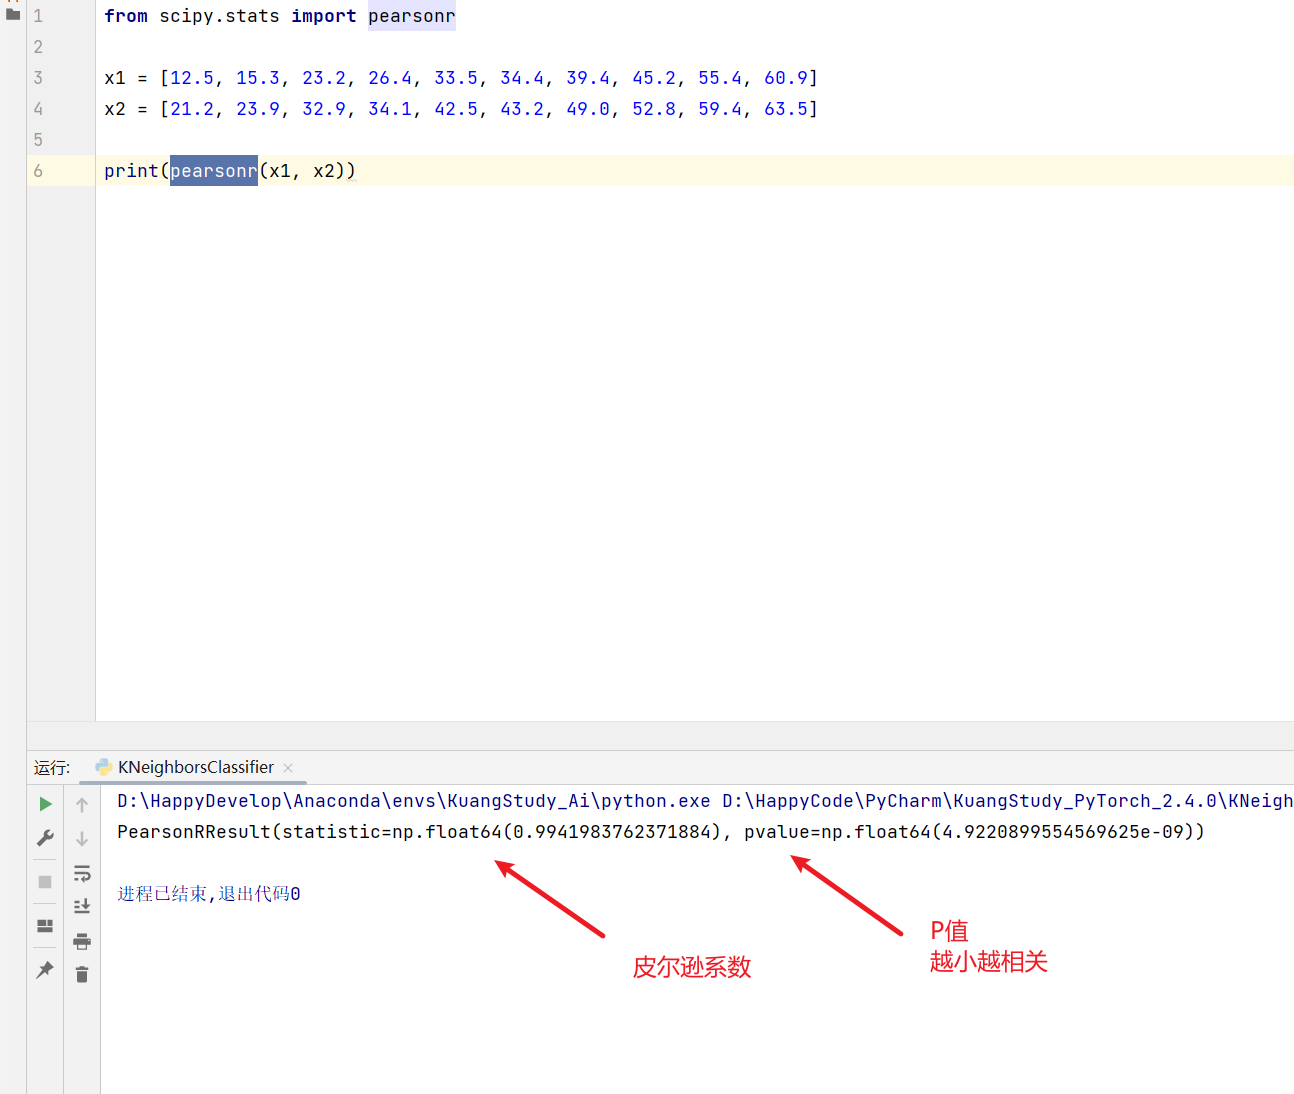 1 from scipy.stats import pearsonr
2
3 x1 = [12.5, 15.3, 23.2, 26.4, 33.5, 34.4, 39.4, 45.2, 55.4, 60.9]
4 x2 = [21.2, 23.9, 32.9, 34.1, 42.5, 43.2, 49.0, 52.8, 59.4, 63.5]
5
6 print(pearsonr(x1, x2))
运行: KNeighborsClassifier
D:\HappyDevelop\Anaconda\envs\KuangStudy_Ai\python.exe D:\HappyCode\PyCharm\KuangStudy_PyTorch_2.4.0\KNeigh
PearsonRResult(statistic=np.float64(0.9941983762371884), pvalue=np.float64(4.9220899554569625e-09))
进程已结束,退出代码0
皮尔逊系数
P值
越小越相关